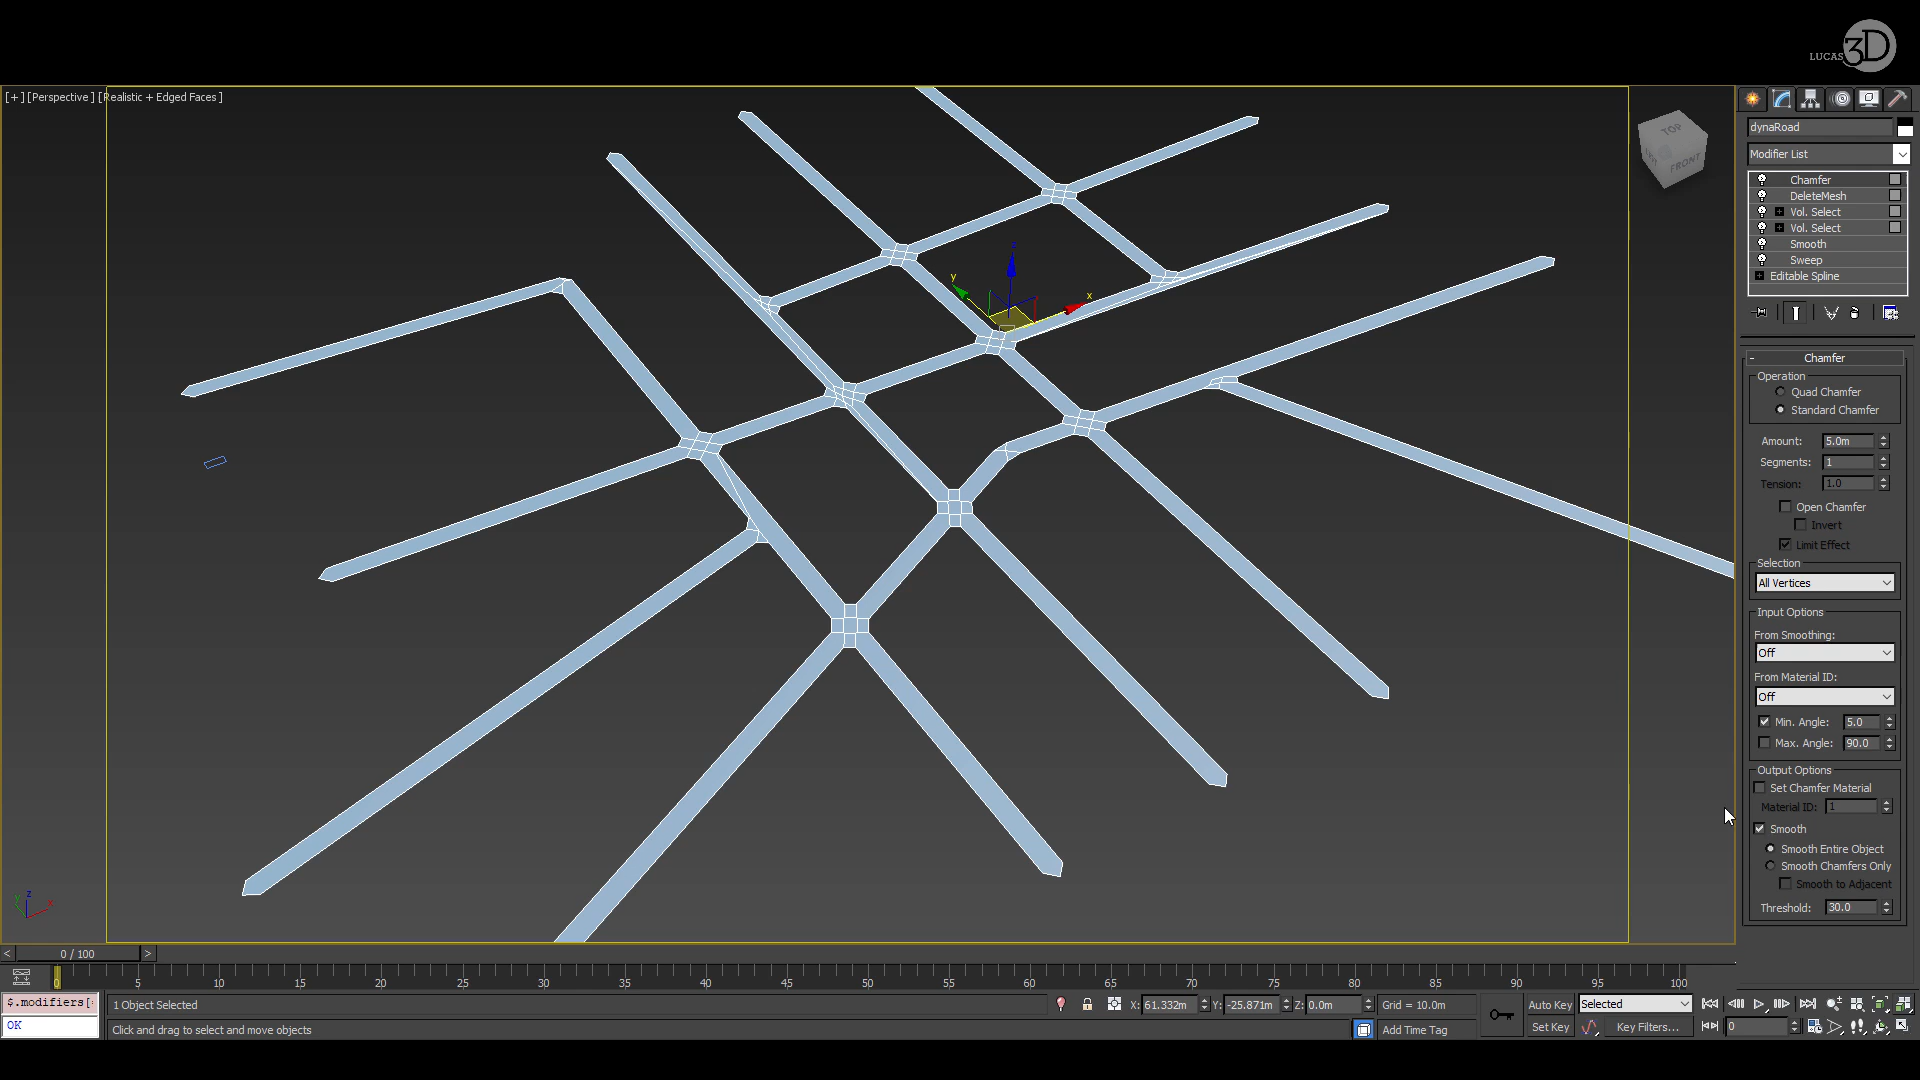 LUCAS 3D
[+] [Perspective] [Realistic + Edged Faces]
TOP
FRONT
dynaRoad
Modifier List
Chamfer
DeleteMesh
Vol. Select
Vol. Select
Smooth
Sweep
Editable Spline
z
y
x
- Chamfer
Operation
Quad Chamfer
Standard Chamfer
Amount: 5.0m
Segments: 1
Tension: 1.0
Open Chamfer
Invert
Limit Effect
Selection
All Vertices
Input Options
From Smoothing:
Off
From Material ID:
Off
Min. Angle: 5.0
Max. Angle: 90.0
Output Options
Set Chamfer Material
Material ID: 1
Smooth
Smooth Entire Object
Smooth Chamfers Only
Smooth to Adjacent
Threshold: 30.0
z
y
x
< 0 / 100 >
0 5 10 15 20 25 30 35 40 45 50 55 60 65 70 75 80 85 90 95 100
$.modifiers[
OK
1 Object Selected
X: 61.332m Y: -25.871m Z: 0.0m Grid = 10.0m
Auto Key Selected
Click and drag to select and move objects
Add Time Tag
Set Key Key Filters... 0